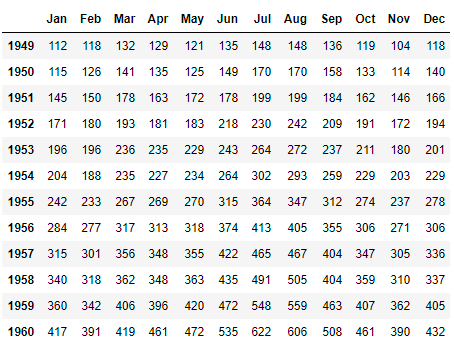 Jan Feb Mar Apr May Jun Jul Aug Sep Oct Nov Dec
1949 112 118 132 129 121 135 148 148 136 119 104 118
1950 115 126 141 135 125 149 170 170 158 133 114 140
1951 145 150 178 163 172 178 199 199 184 162 146 166
1952 171 180 193 181 183 218 230 242 209 191 172 194
1953 196 196 236 235 229 243 264 272 237 211 180 201
1954 204 188 235 227 234 264 302 293 259 229 203 229
1955 242 233 267 269 270 315 364 347 312 274 237 278
1956 284 277 317 313 318 374 413 405 355 306 271 306
1957 315 301 356 348 355 422 465 467 404 347 305 336
1958 340 318 362 348 363 435 491 505 404 359 310 337
1959 360 342 406 396 420 472 548 559 463 407 362 405
1960 417 391 419 461 472 535 622 606 508 461 390 432